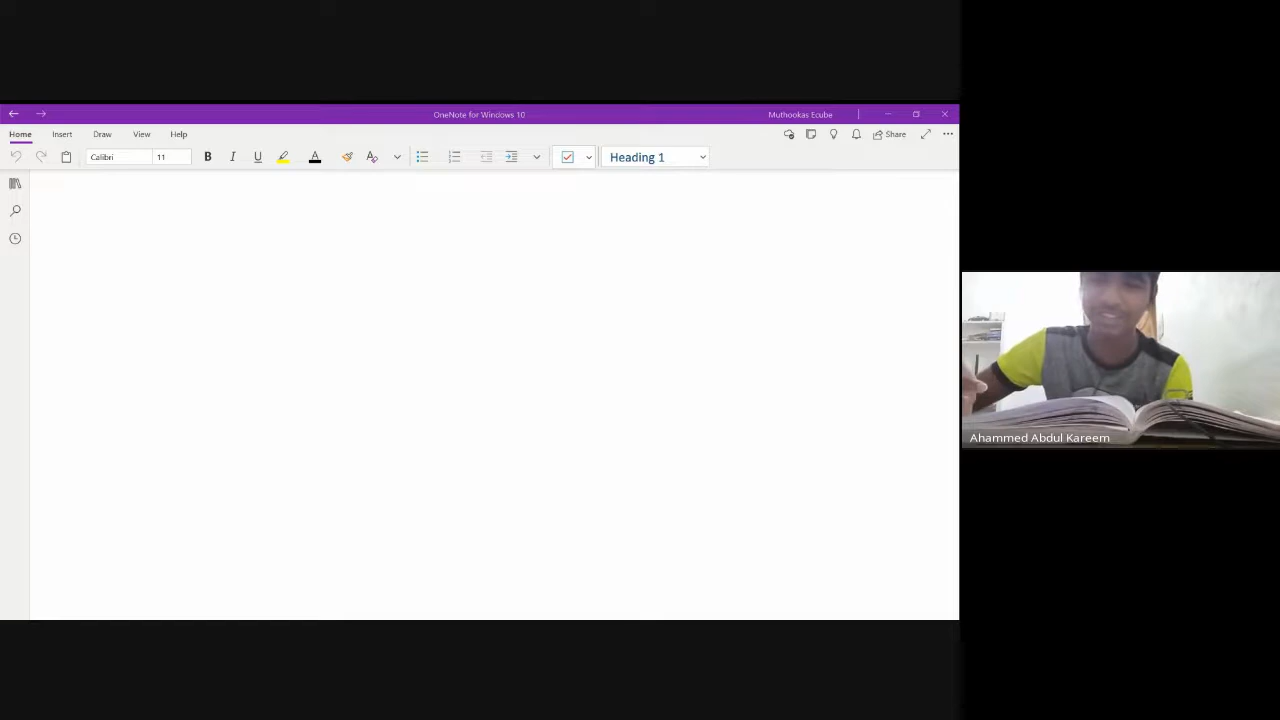 OneNote for Windows 10
Muthookas Ecube
Home Insert Draw View Help
Share
Calibri 11 B I U A A Heading 1
Ahammed Abdul Kareem